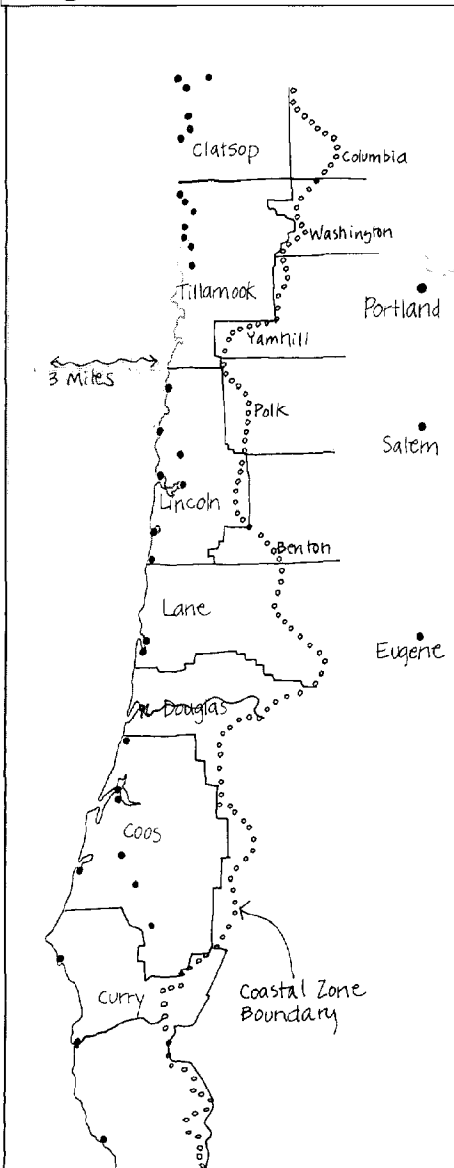 Clatsop
Columbia
Washington
Tillamook
Portland
Yamhill
3 Miles
Polk
Salem
Lincoln
Benton
Lane
Eugene
Douglas
Coos
Curry
Coastal Zone
Boundary